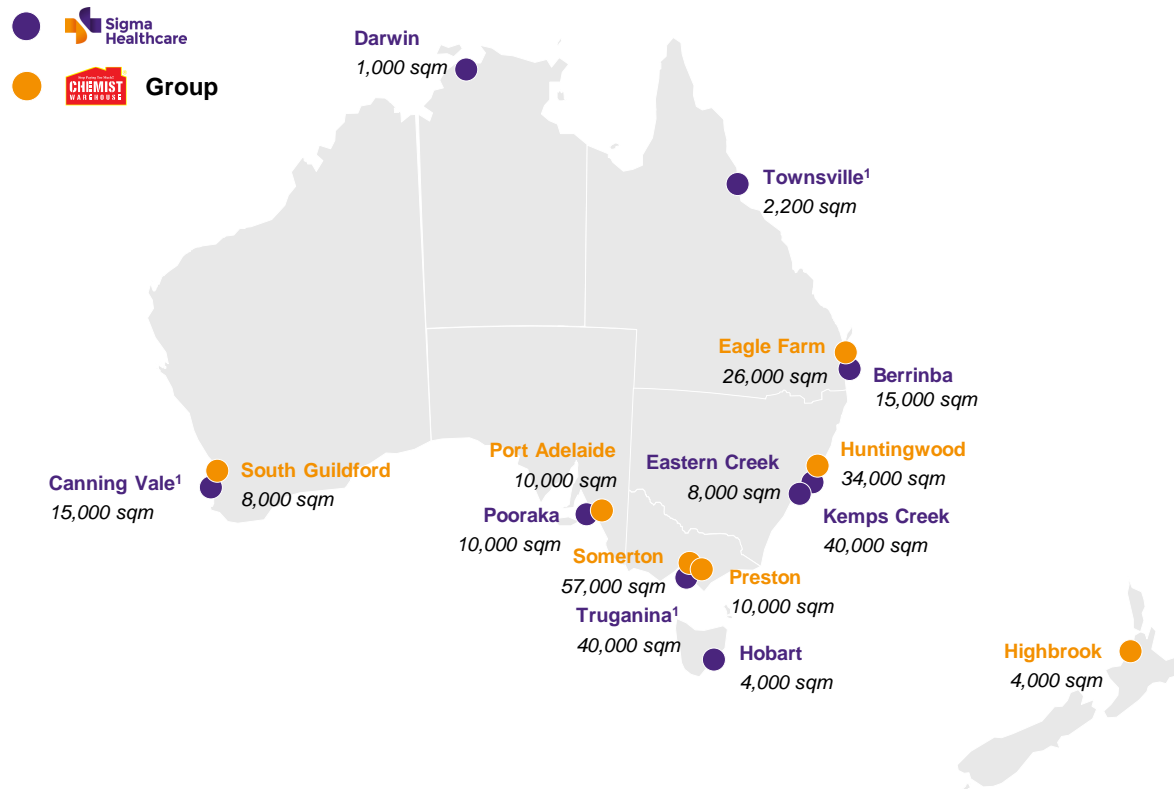 Sigma
Healthcare
CHEMIST
WAREHOUSE
Group
Darwin
1,000 sqm
Townsville¹
2,200 sqm
Eagle Farm
26,000 sqm
Berrinba
15,000 sqm
Huntingwood
34,000 sqm
Eastern Creek
8,000 sqm
Kemps Creek
40,000 sqm
Port Adelaide
10,000 sqm
Pooraka
10,000 sqm
South Guildford
8,000 sqm
Canning Vale¹
15,000 sqm
Somerton
57,000 sqm
Preston
10,000 sqm
Truganina¹
40,000 sqm
Hobart
4,000 sqm
Highbrook
4,000 sqm